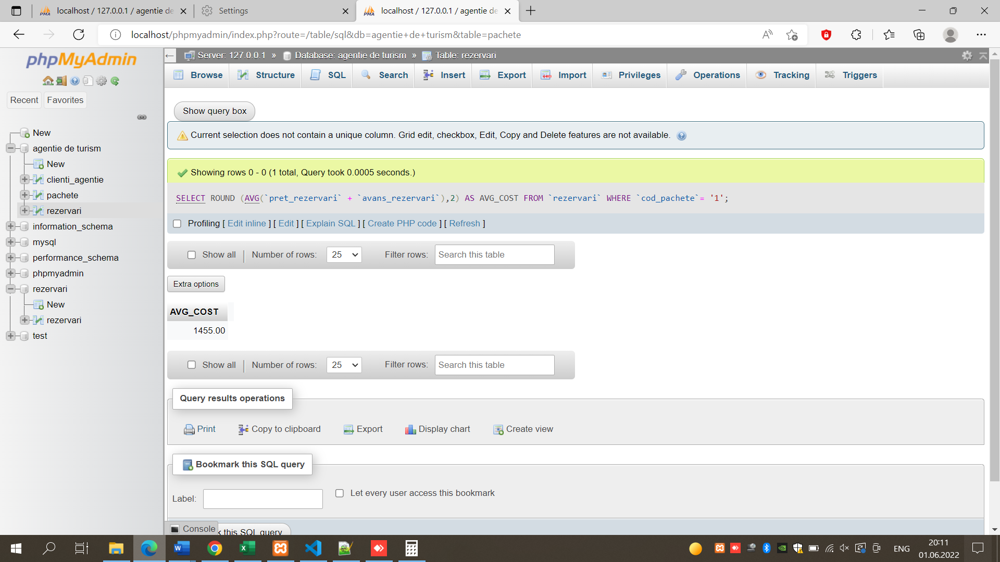 localhost / 127.0.0.1 / agentie de
Settings
localhost / 127.0.0.1 / agentie de
localhost/phpmyadmin/index.php?route=/table/sql&db=agentie+de+turism&table=pachete
phpMyAdmin
Recent
Favorites
New
agentie de turism
New
clienti_agentie
pachete
rezervari
information_schema
mysql
performance_schema
phpmyadmin
rezervari
New
rezervari
test
Server: 127.0.0.1 » Database: agentie de turism » Table: rezervari
Browse
Structure
SQL
Search
Insert
Export
Import
Privileges
Operations
Tracking
Triggers
Show query box
Current selection does not contain a unique column. Grid edit, checkbox, Edit, Copy and Delete features are not available.
Showing rows 0 - 0 (1 total, Query took 0.0005 seconds.)
SELECT ROUND (AVG(`pret_rezervari` + `avans_rezervari`),2) AS AVG_COST FROM `rezervari` WHERE `cod_pachete`= '1';
Profiling [ Edit inline ] [ Edit ] [ Explain SQL ] [ Create PHP code ] [ Refresh ]
Show all
Number of rows: 25
Filter rows: Search this table
Extra options
AVG_COST
1455.00
Show all
Number of rows: 25
Filter rows: Search this table
Query results operations
Print
Copy to clipboard
Export
Display chart
Create view
Bookmark this SQL query
Label:
Let every user access this bookmark
Console
k this SQL query
ENG
20:11
01.06.2022